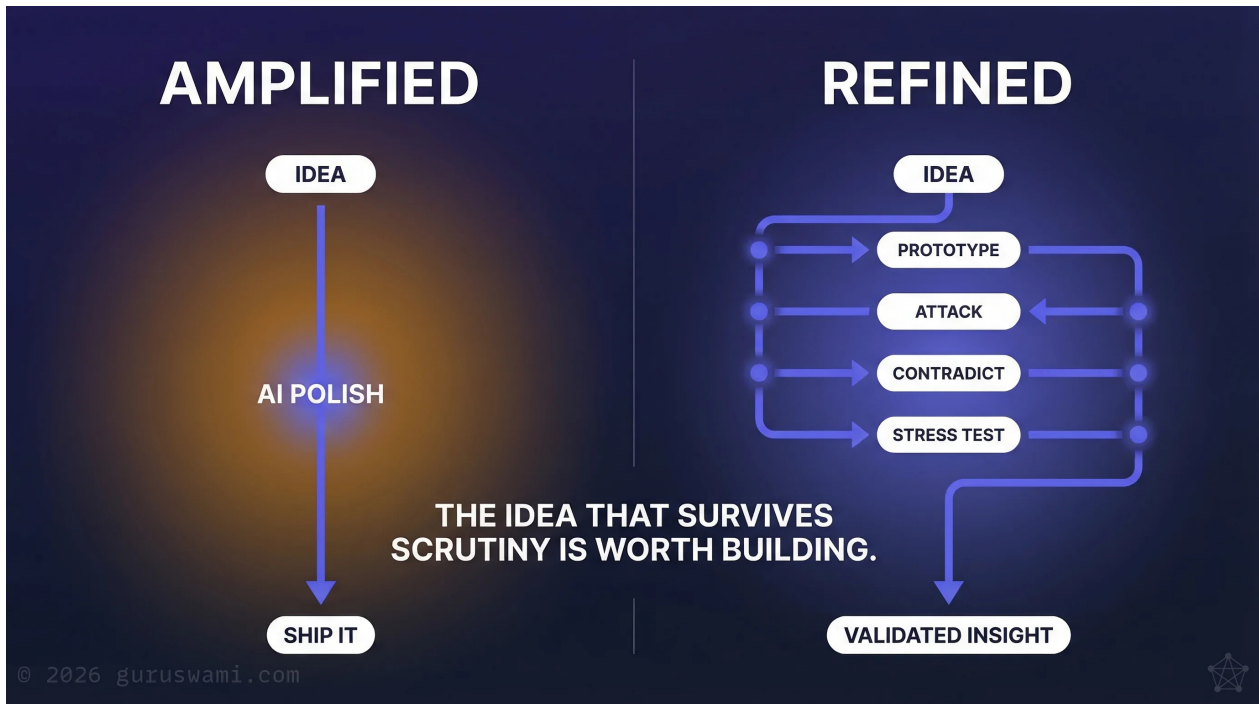 AMPLIFIED
IDEA
AI POLISH
SHIP IT
REFINED
IDEA
PROTOTYPE
ATTACK
CONTRADICT
STRESS TEST
VALIDATED INSIGHT
THE IDEA THAT SURVIVES
SCRUTINY IS WORTH BUILDING.
© 2026 guruswami.com